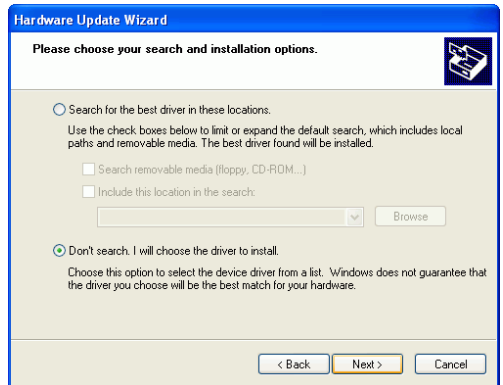 Hardware Update Wizard
Please choose your search and installation options.
Search for the best driver in these locations.
Use the check boxes below to limit or expand the default search, which includes local
paths and removable media. The best driver found will be installed.
Search removable media (floppy, CD-ROM...)
Include this location in the search:
Browse
Don't search. I will choose the driver to install.
Choose this option to select the device driver from a list. Windows does not guarantee that
the driver you choose will be the best match for your hardware.
< Back Next > Cancel